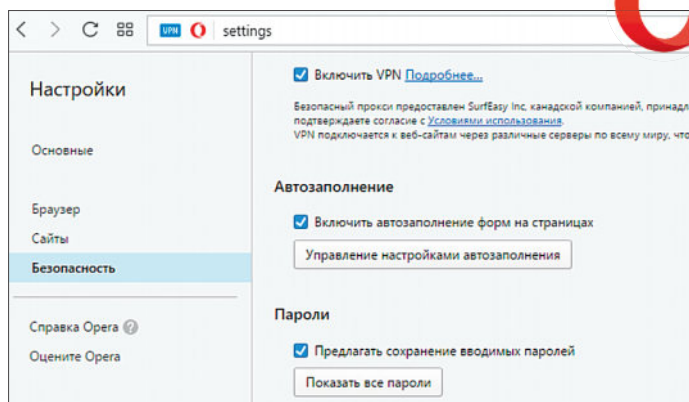 VPN settings
Настройки
Основные
Браузер
Сайты
Безопасность
Справка Opera ?
Оцените Opera
Включить VPN Подробнее...
Безопасный прокси предоставлен SurfEasy Inc, канадской компанией, принадл
подтверждаете согласие с Условиями использования.
VPN подключается к веб-сайтам через различные серверы по всему миру, что
Автозаполнение
Включить автозаполнение форм на страницах
Управление настройками автозаполнения
Пароли
Предлагать сохранение вводимых паролей
Показать все пароли